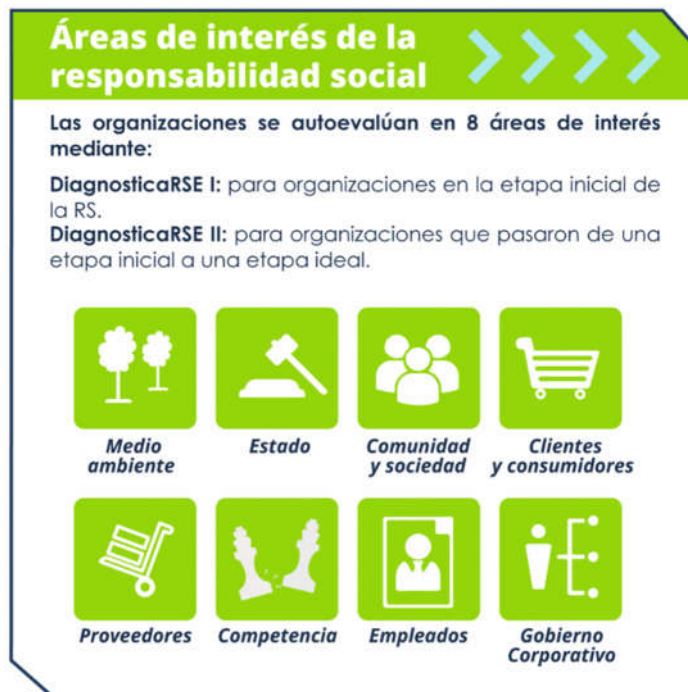 Áreas de interés de la
responsabilidad social
Las organizaciones se autoevalúan en 8 áreas de interés
mediante:
DiagnosticaRSE I: para organizaciones en la etapa inicial de
la RS.
DiagnosticaRSE II: para organizaciones que pasaron de una
etapa inicial a una etapa ideal.
Medio
ambiente
Estado
Comunidad
y sociedad
Clientes
y consumidores
Proveedores
Competencia
Empleados
Gobierno
Corporativo